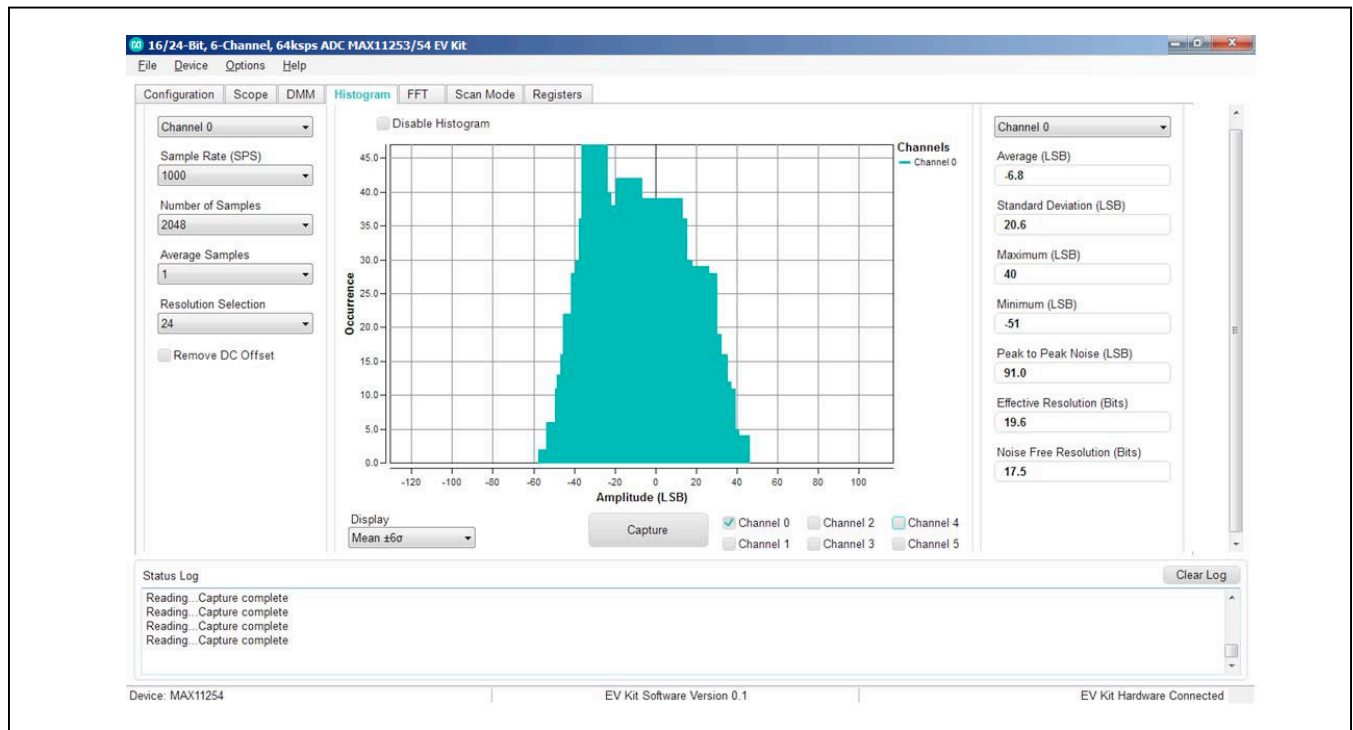 16/24-Bit, 6-Channel, 64ksps ADC MAX11253/54 EV Kit
File Device Options Help
Configuration Scope DMM Histogram FFT Scan Mode Registers
Channel 0
Sample Rate (SPS)
1000
Number of Samples
2048
Average Samples
1
Resolution Selection
24
Remove DC Offset
Disable Histogram
Channels
Channel 0
Occurrence
45.0
40.0
35.0
30.0
25.0
20.0
15.0
10.0
5.0
0.0
-120 -100 -80 -60 -40 -20 0 20 40 60 80 100
Amplitude (LSB)
Display
Mean ±6σ
Capture
Channel 0 Channel 2 Channel 4
Channel 1 Channel 3 Channel 5
Channel 0
Average (LSB)
-6.8
Standard Deviation (LSB)
20.6
Maximum (LSB)
40
Minimum (LSB)
-51
Peak to Peak Noise (LSB)
91.0
Effective Resolution (Bits)
19.6
Noise Free Resolution (Bits)
17.5
Status Log
Clear Log
Reading...Capture complete
Reading...Capture complete
Reading...Capture complete
Reading...Capture complete
Device: MAX11254
EV Kit Software Version 0.1
EV Kit Hardware Connected